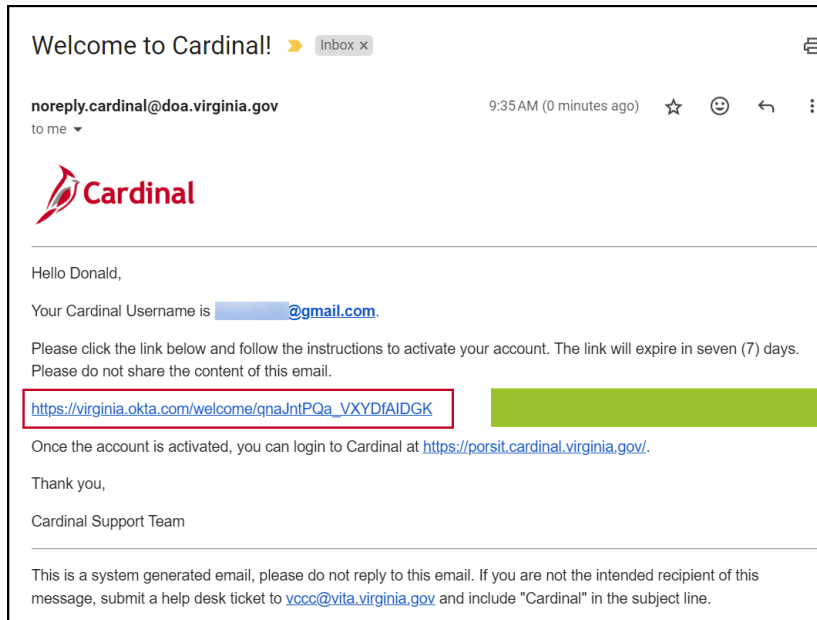 Welcome to Cardinal! Inbox x
noreply.cardinal@doa.virginia.gov 9:35 AM (0 minutes ago)
to me
Cardinal
Hello Donald,
Your Cardinal Username is @gmail.com.
Please click the link below and follow the instructions to activate your account. The link will expire in seven (7) days.
Please do not share the content of this email.
https://virginia.okta.com/welcome/qnaJntPQa_VXYDfAIDGK
Once the account is activated, you can login to Cardinal at https://porsit.cardinal.virginia.gov/.
Thank you,
Cardinal Support Team
This is a system generated email, please do not reply to this email. If you are not the intended recipient of this
message, submit a help desk ticket to vccc@vita.virginia.gov and include "Cardinal" in the subject line.